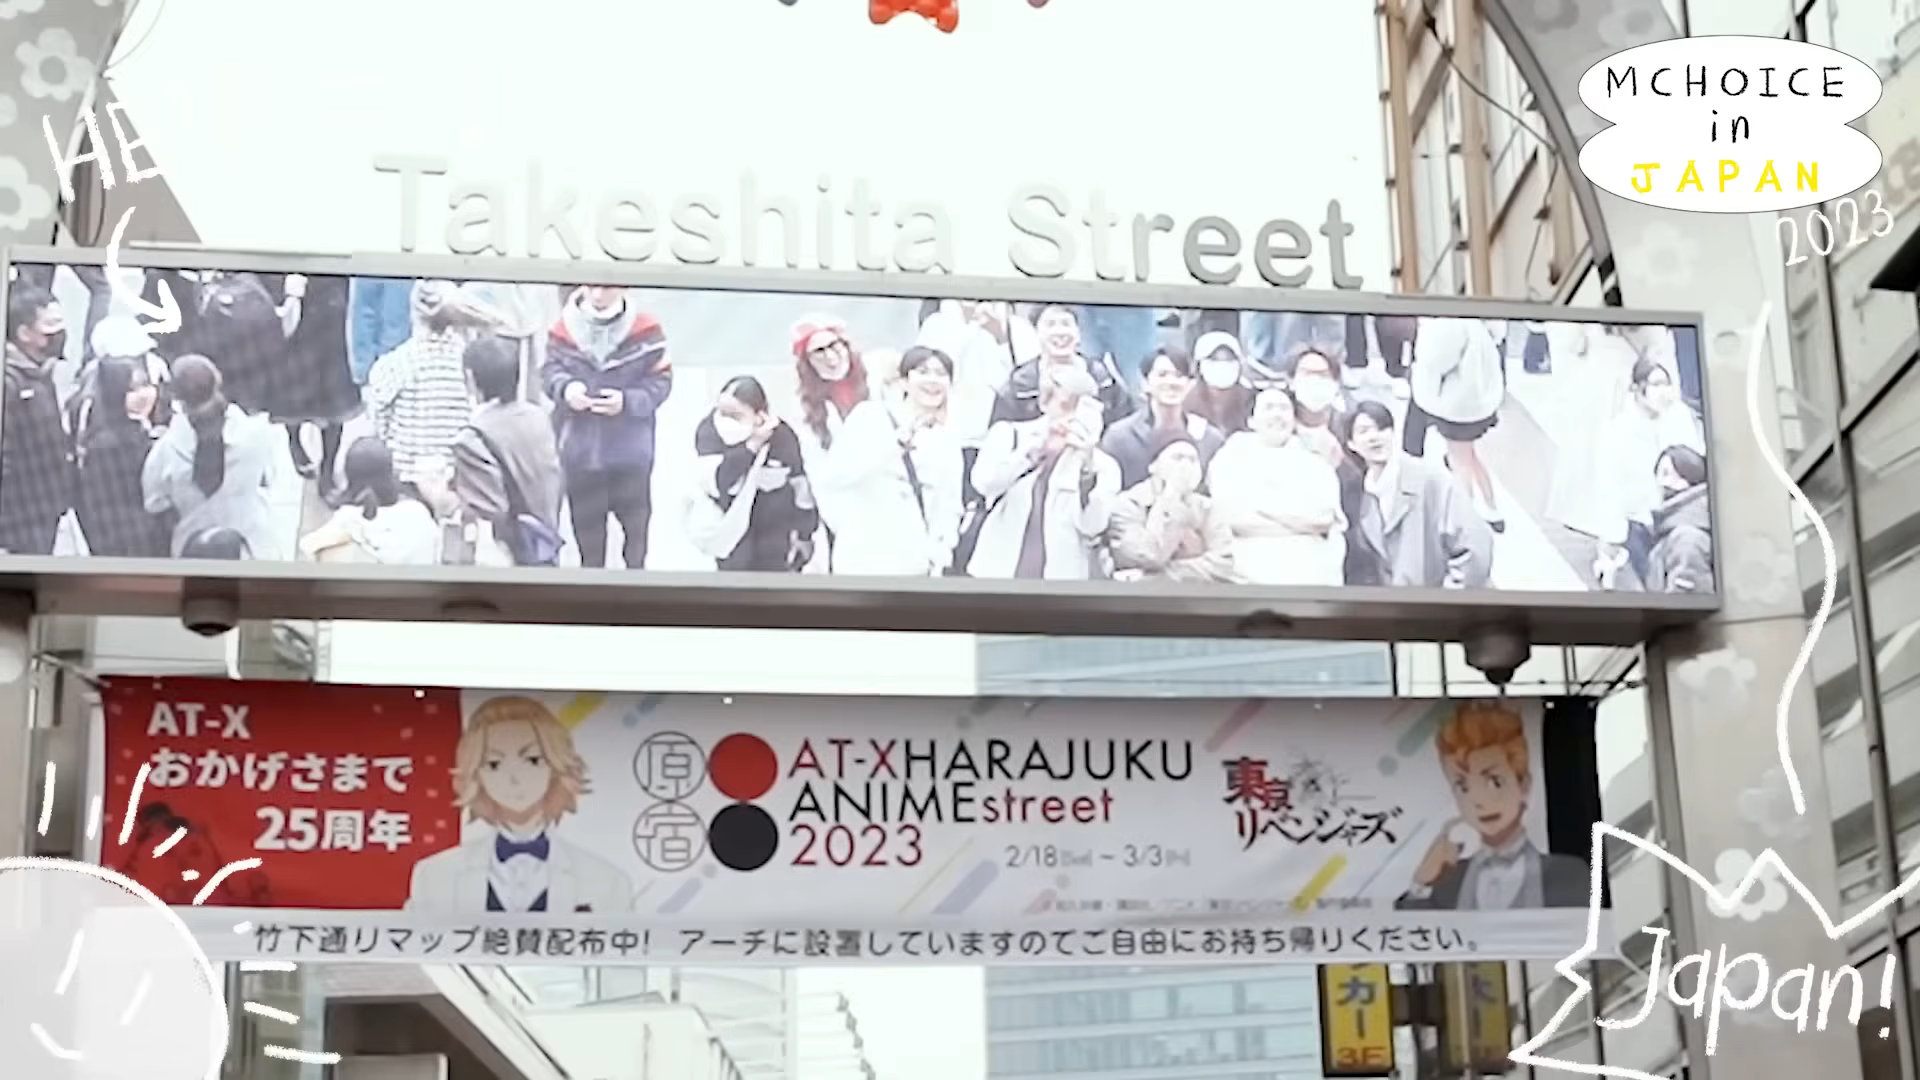 MCHOICE
in
JAPAN
2023
HE
Takeshita Street
AT-X
おかげさまで
25周年
原宿
AT-XHARAJUKU
ANIMEstreet
2023
2/18 ~ 3/3
東京
リベンジャーズ
竹下通りマップ絶賛配布中! アーチに設置していますのでご自由にお持ち帰りください。
カー
3F
Japan!